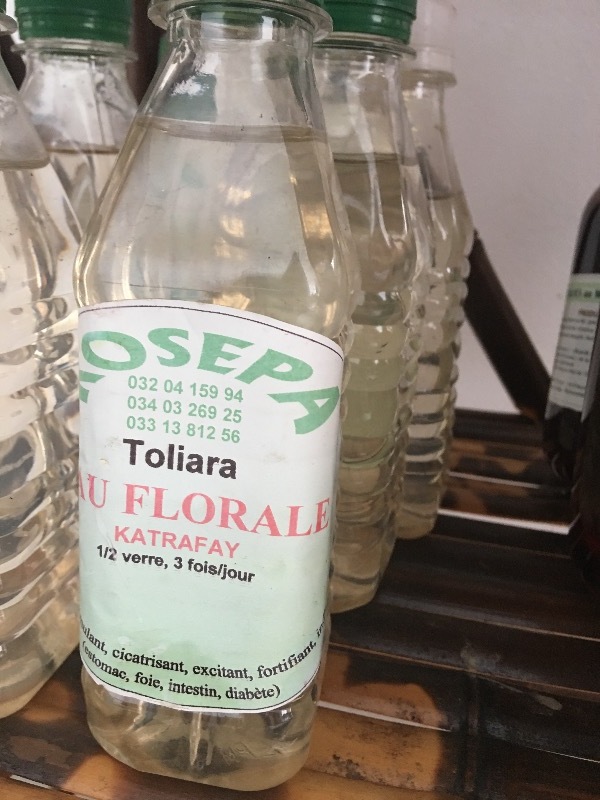 OSEPA
032 04 159 94
034 03 269 25
033 13 812 56
Toliara
AU FLORALE
KATRAFAY
1/2 verre, 3 fois/jour
cicatrisant, excitant, fortifiant,
(estomac, foie, intestin, diabète)